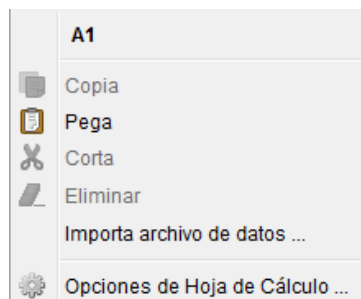 A1
Copia
Pega
Corta
Eliminar
Importa archivo de datos ...
Opciones de Hoja de Cálculo ...